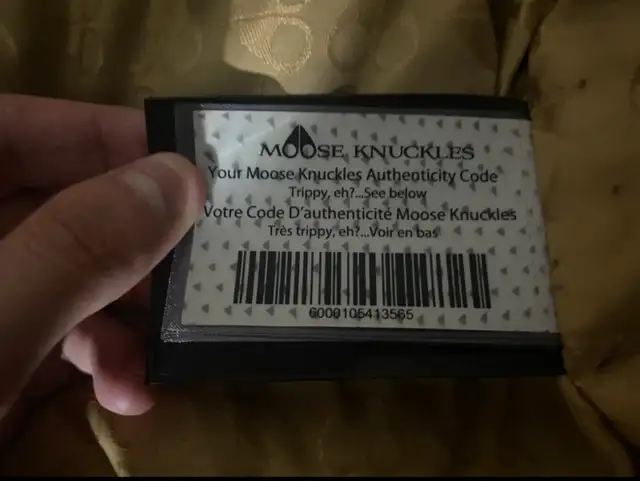 MOOSE KNUCKLES
Your Moose Knuckles Authenticity Code
Trippy, eh?...See below
Votre Code D'authenticité Moose Knuckles
Très trippy, eh?...Voir en bas
6000105413565